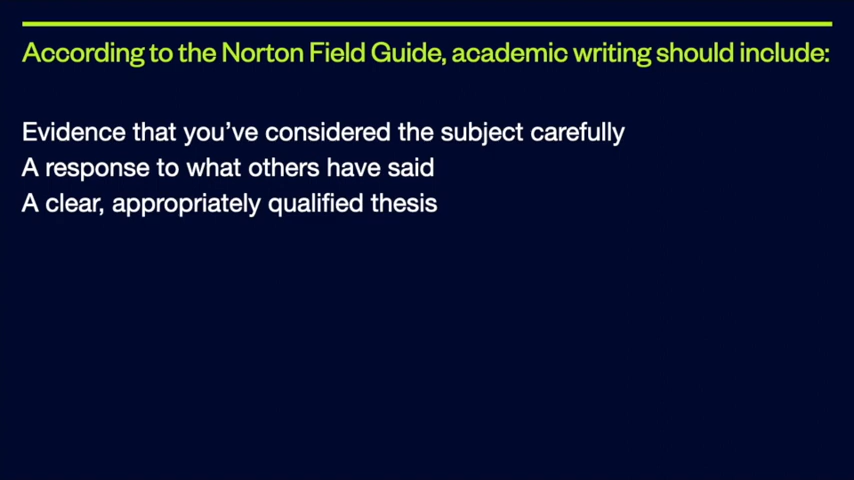 According to the Norton Field Guide, academic writing should include:
Evidence that you’ve considered the subject carefully
A response to what others have said
A clear, appropriately qualified thesis